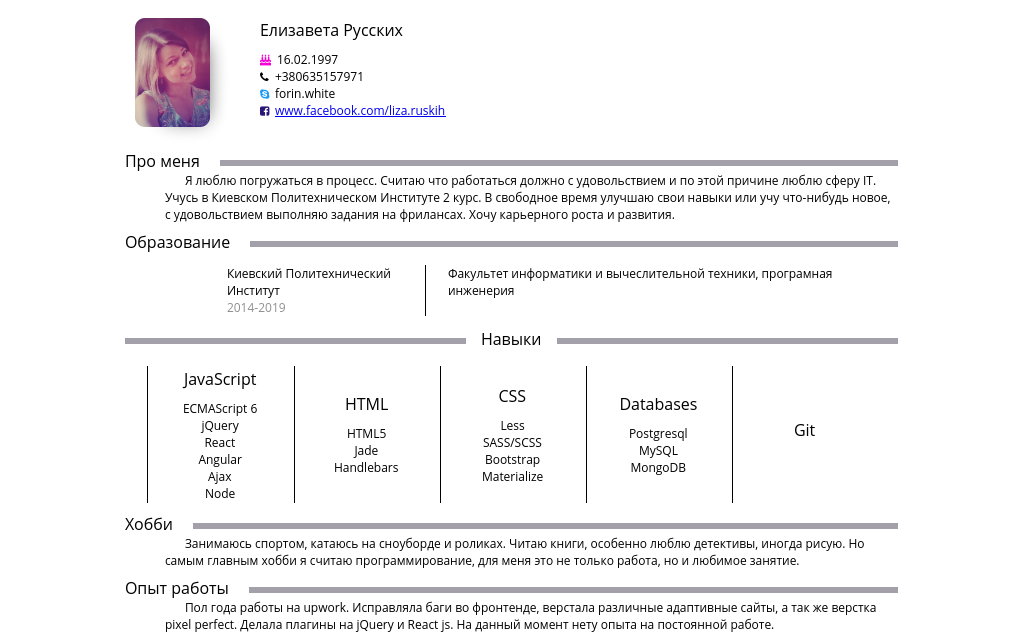 Елизавета Русских
16.02.1997
+380635157971
forin.white
www.facebook.com/liza.ruskih
Про меня
Я люблю погружаться в процесс. Считаю что работаться должно с удовольствием и по этой причине люблю сферу IT.
Учусь в Киевском Политехническом Институте 2 курс. В свободное время улучшаю свои навыки или учу что-нибудь новое,
с удовольствием выполняю задания на фрилансах. Хочу карьерного роста и развития.
Образование
Киевский Политехнический
Институт
2014-2019
Факультет информатики и вычеслительной техники, програмная
инженерия
Навыки
JavaScript
ECMAScript 6
jQuery
React
Angular
Ajax
Node
HTML
HTML5
Jade
Handlebars
CSS
Less
SASS/SCSS
Bootstrap
Materialize
Databases
Postgresql
MySQL
MongoDB
Git
Хобби
Занимаюсь спортом, катаюсь на сноуборде и роликах. Читаю книги, особенно люблю детективы, иногда рисую. Но
самым главным хобби я считаю программирование, для меня это не только работа, но и любимое занятие.
Опыт работы
Пол года работы на upwork. Исправляла баги во фронтенде, верстала различные адаптивные сайты, а так же верстка
pixel perfect. Делала плагины на jQuery и React js. На данный момент нету опыта на постоянной работе.